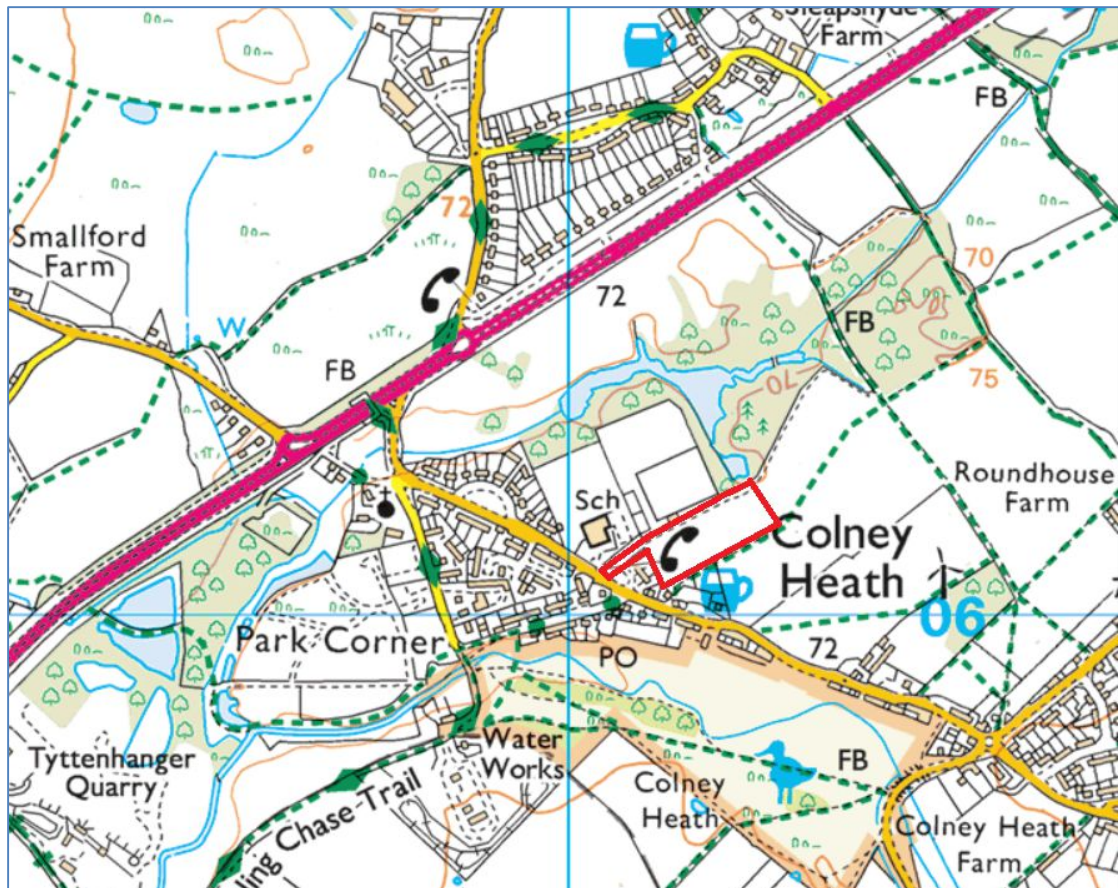 Sleapshyde
Farm
FB
72
Smallford
Farm
70
W
72
FB
FB
75
70
Roundhouse
Farm
Sch
Colney
Heath
06
Park Corner
PO
72
Water
Works
Tyttenhanger
Quarry
FB
Colney
Heath
Colney Heath
Farm
ling Chase Trail